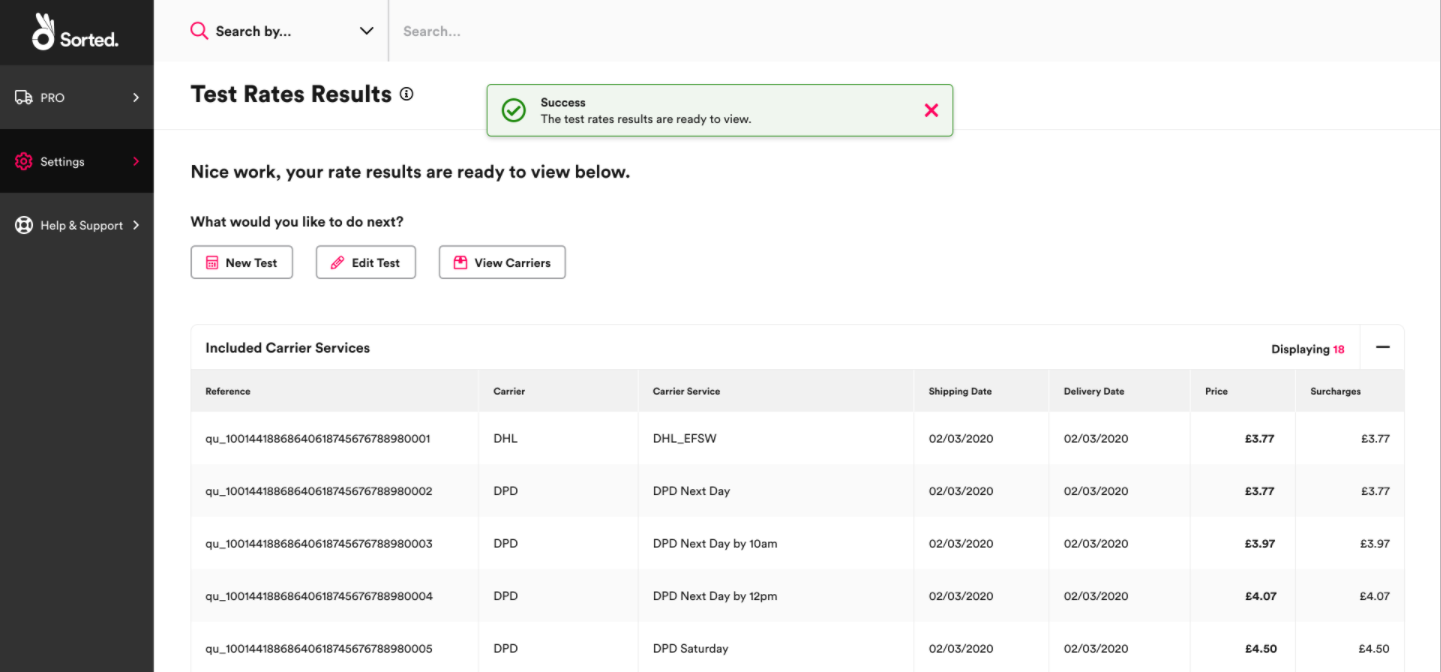 Sorted.
Search by...
Search...
PRO
Settings
Help & Support
Test Rates Results
Success
The test rates results are ready to view.
Nice work, your rate results are ready to view below.
What would you like to do next?
New Test Edit Test View Carriers
Included Carrier Services Displaying 18
Reference Carrier Carrier Service Shipping Date Delivery Date Price Surcharges
qu_10014418868640618745676788980001 DHL DHL_EFSW 02/03/2020 02/03/2020 £3.77 £3.77
qu_10014418868640618745676788980002 DPD DPD Next Day 02/03/2020 02/03/2020 £3.77 £3.77
qu_10014418868640618745676788980003 DPD DPD Next Day by 10am 02/03/2020 02/03/2020 £3.97 £3.97
qu_10014418868640618745676788980004 DPD DPD Next Day by 12pm 02/03/2020 02/03/2020 £4.07 £4.07
qu_10014418868640618745676788980005 DPD DPD Saturday 02/03/2020 02/03/2020 £4.50 £4.50